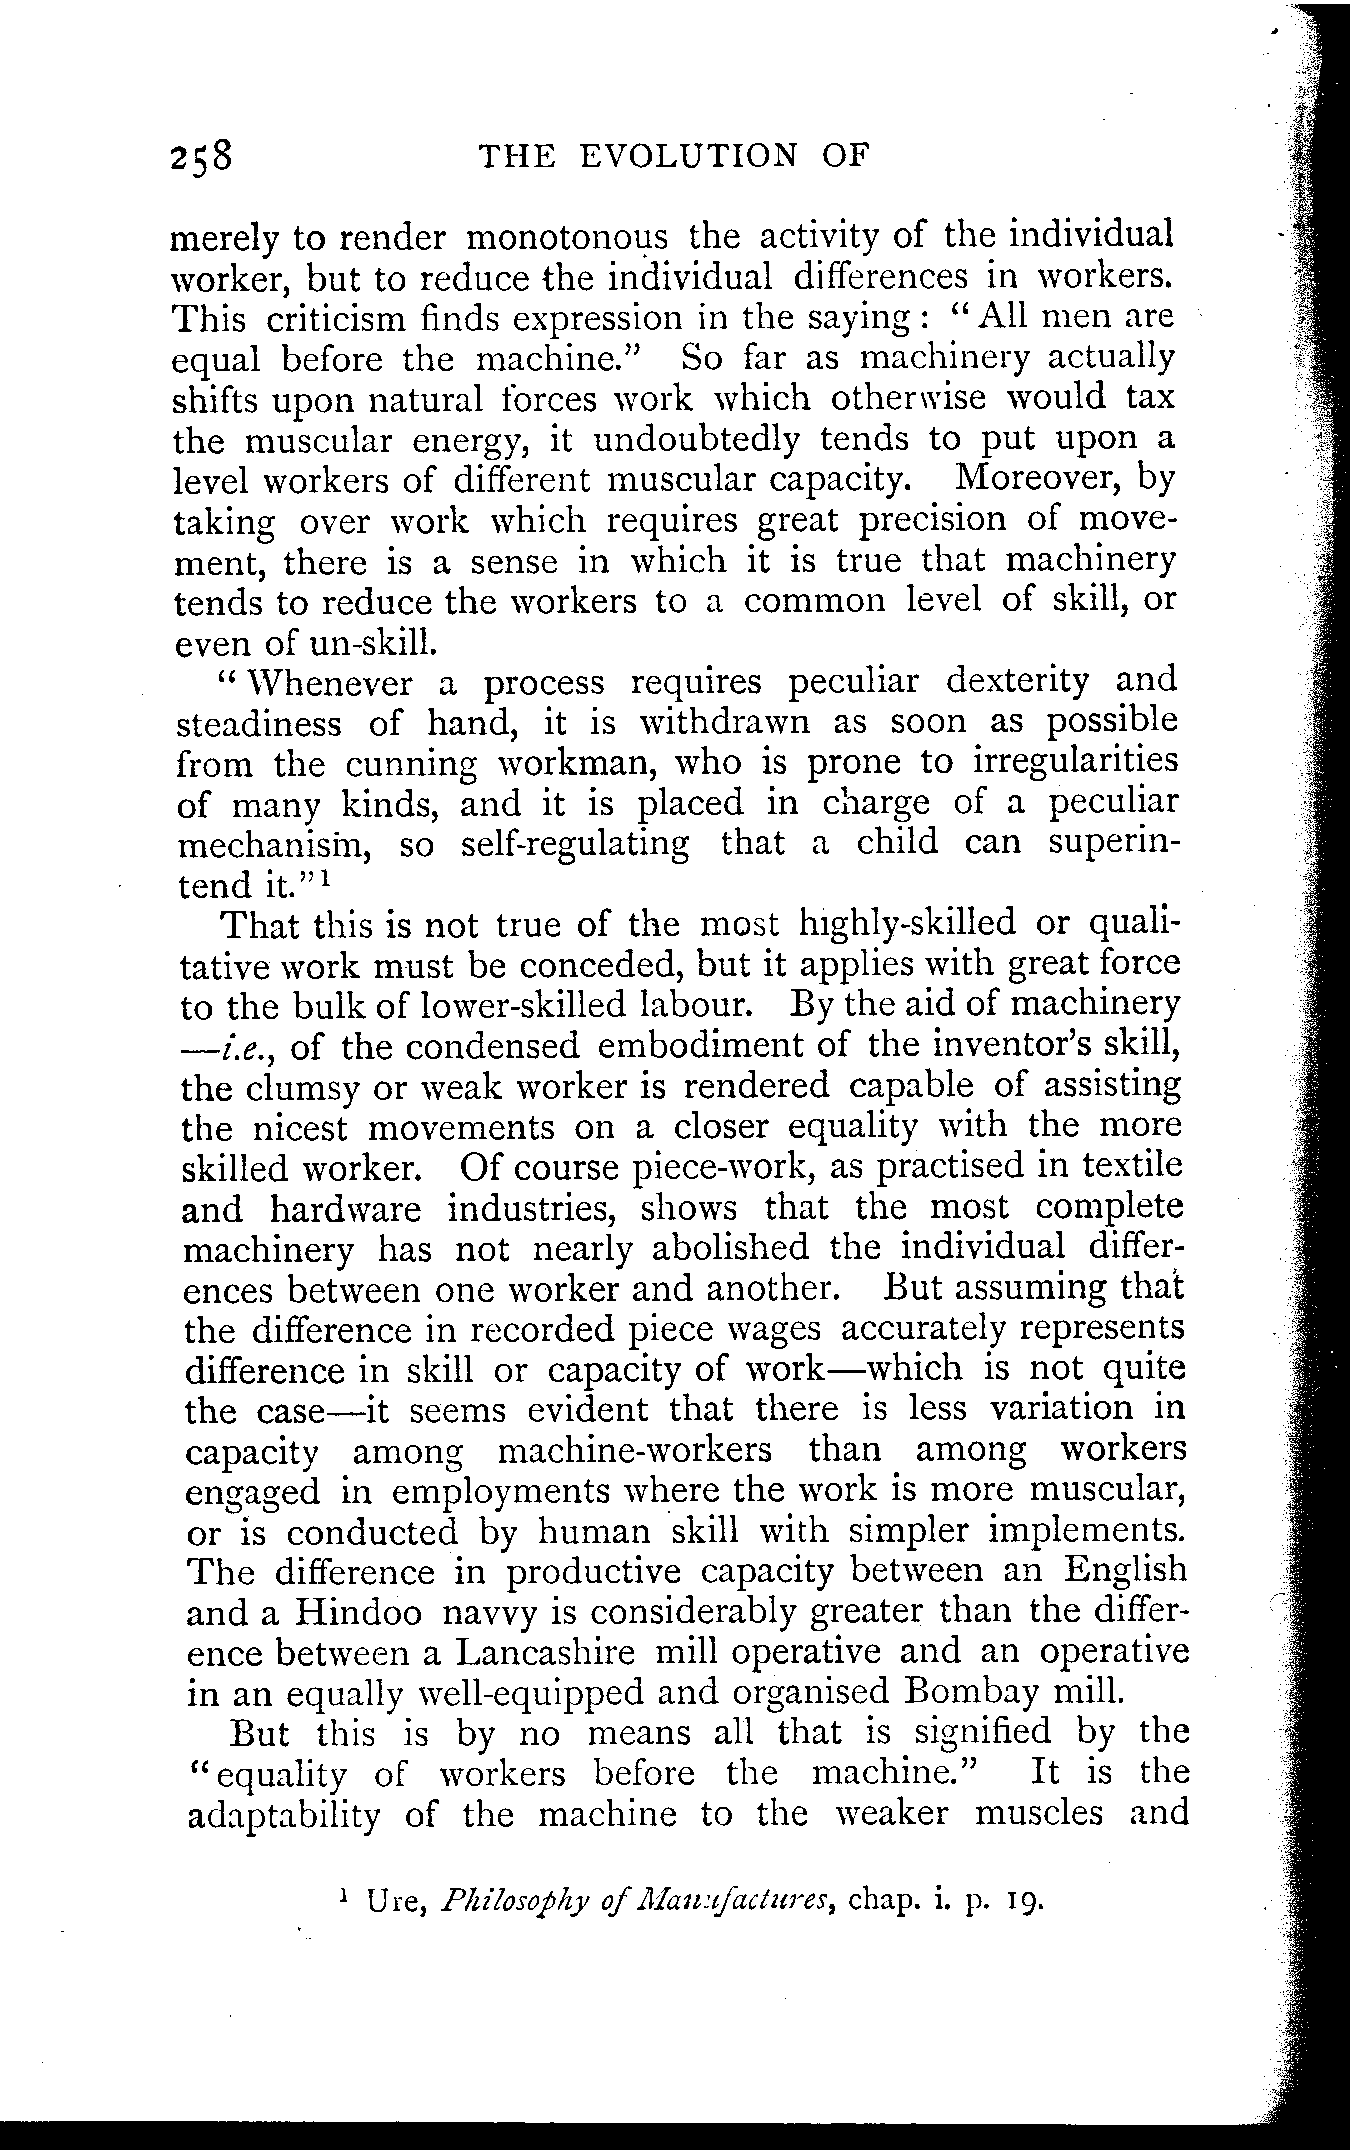 258 THE EVOLUTION OF
merely to render monotonous the activity of the individual
worker, but to reduce the individual differences in workers.
This criticism finds expression in the saying : “ All men are
equal before the machine.” So far as machinery actually
shifts upon natural forces work which otherwise would tax
the muscular energy, it undoubtedly tends to put upon a
level workers of different muscular capacity. Moreover, by
taking over work which requires great precision of move-
ment, there is a sense in which it is true that machinery
tends to reduce the workers to a common level of skill, or
even of un-skill.
“ Whenever a process requires peculiar dexterity and
steadiness of hand, it is withdrawn as soon as possible
from the cunning workman, who is prone to irregularities
of many kinds, and it is placed in charge of a peculiar
mechanism, so self-regulating that a child can superin-
tend it.”¹
That this is not true of the most highly-skilled or quali-
tative work must be conceded, but it applies with great force
to the bulk of lower-skilled labour. By the aid of machinery
—i.e., of the condensed embodiment of the inventor’s skill,
the clumsy or weak worker is rendered capable of assisting
the nicest movements on a closer equality with the more
skilled worker. Of course piece-work, as practised in textile
and hardware industries, shows that the most complete
machinery has not nearly abolished the individual differ-
ences between one worker and another. But assuming that
the difference in recorded piece wages accurately represents
difference in skill or capacity of work—which is not quite
the case—it seems evident that there is less variation in
capacity among machine-workers than among workers
engaged in employments where the work is more muscular,
or is conducted by human skill with simpler implements.
The difference in productive capacity between an English
and a Hindoo navvy is considerably greater than the differ-
ence between a Lancashire mill operative and an operative
in an equally well-equipped and organised Bombay mill.
But this is by no means all that is signified by the
“equality of workers before the machine.” It is the
adaptability of the machine to the weaker muscles and
¹ Ure, Philosophy of Manufactures, chap. i. p. 19.